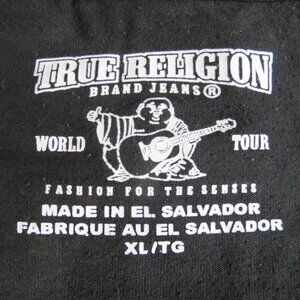 TRUE RELIGION
BRAND JEANS®
WORLD TOUR
FASHION FOR THE SENSES
MADE IN EL SALVADOR
FABRIQUE AU EL SALVADOR
XL/TG